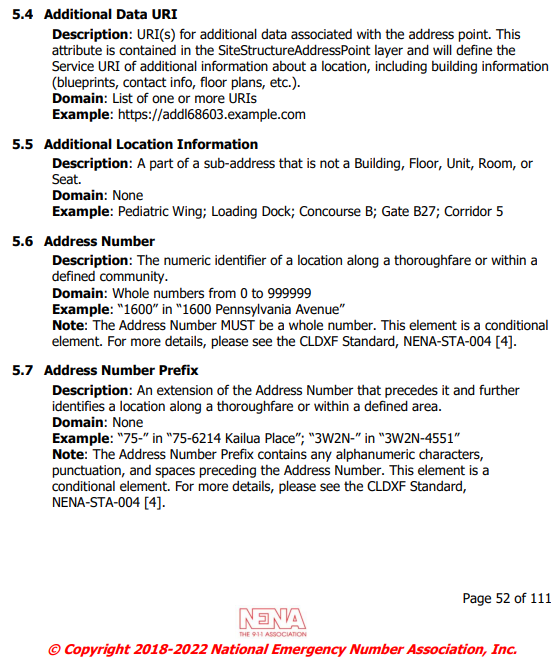 5.4 Additional Data URI
Description: URI(s) for additional data associated with the address point. This
attribute is contained in the SiteStructureAddressPoint layer and will define the
Service URI of additional information about a location, including building information
(blueprints, contact info, floor plans, etc.).
Domain: List of one or more URIs
Example: https://addl68603.example.com
5.5 Additional Location Information
Description: A part of a sub-address that is not a Building, Floor, Unit, Room, or
Seat.
Domain: None
Example: Pediatric Wing; Loading Dock; Concourse B; Gate B27; Corridor 5
5.6 Address Number
Description: The numeric identifier of a location along a thoroughfare or within a
defined community.
Domain: Whole numbers from 0 to 999999
Example: “1600” in “1600 Pennsylvania Avenue”
Note: The Address Number MUST be a whole number. This element is a conditional
element. For more details, please see the CLDXF Standard, NENA-STA-004 [4].
5.7 Address Number Prefix
Description: An extension of the Address Number that precedes it and further
identifies a location along a thoroughfare or within a defined area.
Domain: None
Example: “75-” in “75-6214 Kailua Place”; “3W2N-” in “3W2N-4551”
Note: The Address Number Prefix contains any alphanumeric characters,
punctuation, and spaces preceding the Address Number. This element is a
conditional element. For more details, please see the CLDXF Standard,
NENA-STA-004 [4].
Page 52 of 111
NENA
THE 9-1-1 ASSOCIATION
© Copyright 2018-2022 National Emergency Number Association, Inc.